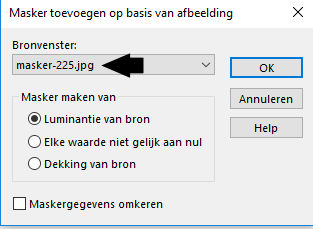 Masker toevoegen op basis van afbeelding
Bronvenster:
masker-225.jpg
OK
Masker maken van
Annuleren
Luminantie van bron
Help
Elke waarde niet gelijk aan nul
Dekking van bron
Maskergegevens omkeren